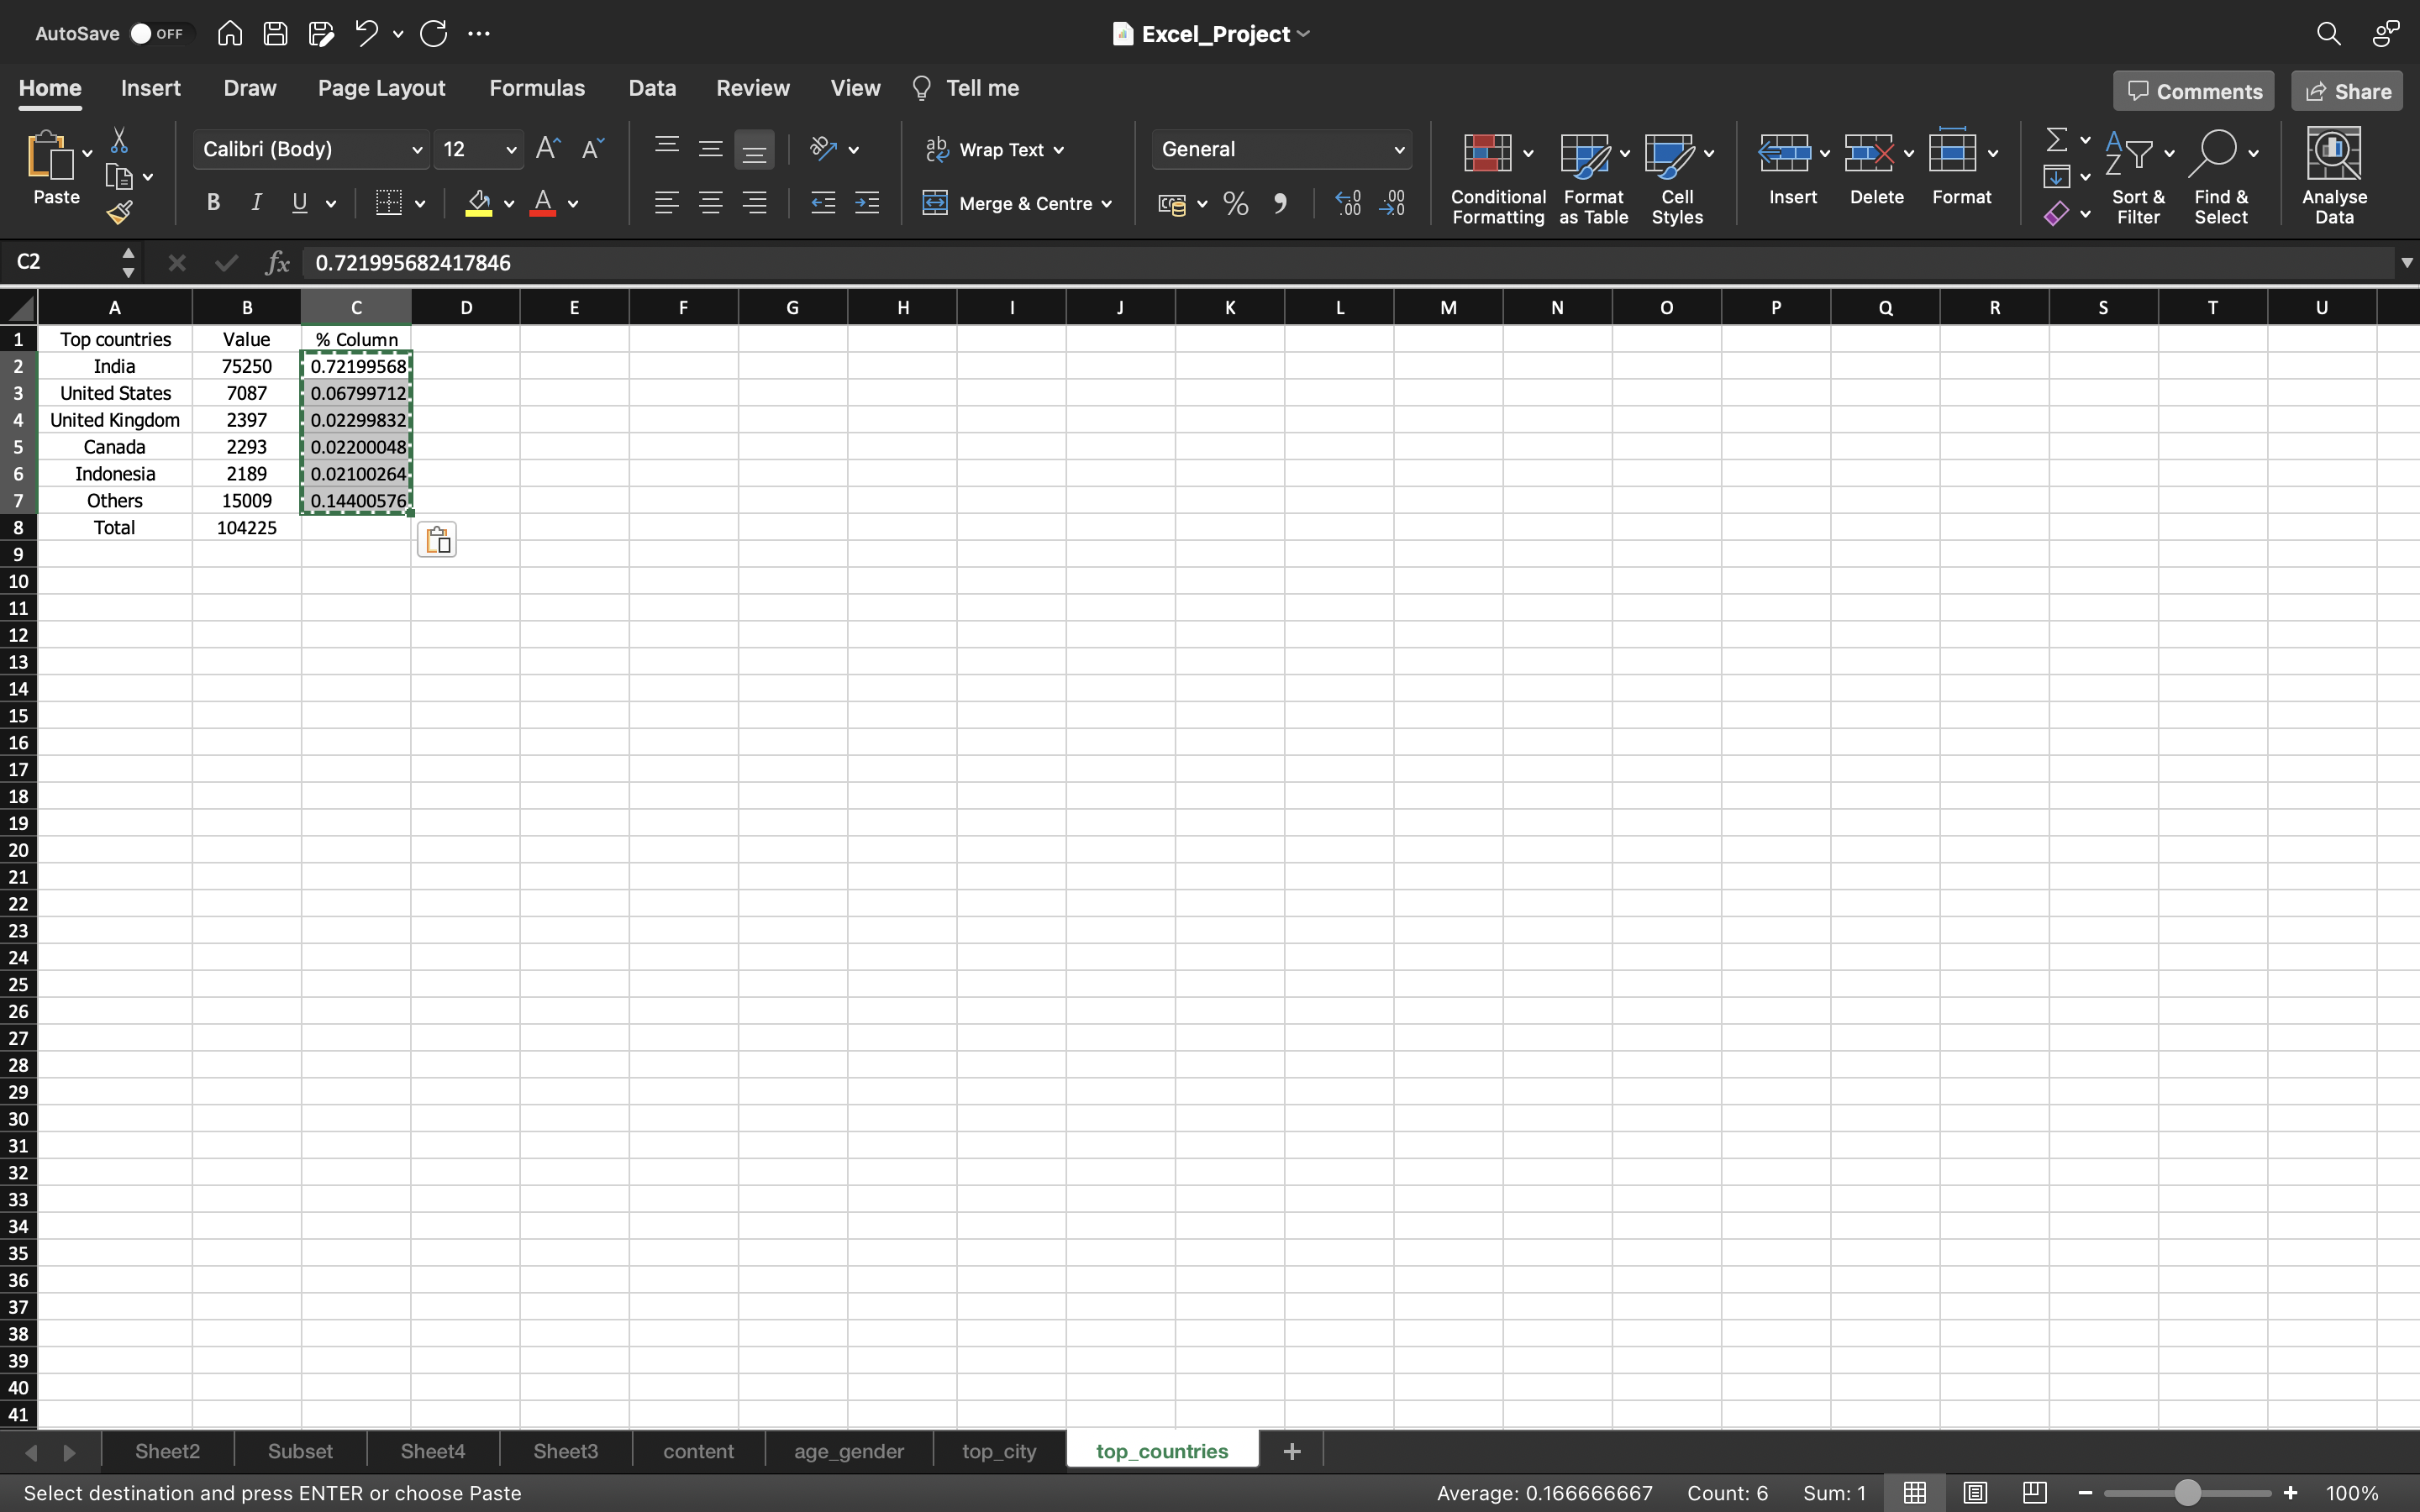 AutoSave OFF Excel_Project
Home Insert Draw Page Layout Formulas Data Review View Tell me Comments Share
Paste Calibri (Body) 12 A A B I U A ab Wrap Text Merge & Centre General % , .0 .00 .00 .0 Conditional Formatting Format as Table Cell Styles Insert Delete Format A Z Sort & Filter Find & Select Analyse Data
C2 fx 0.721995682417846
A B C D E F G H I J K L M N O P Q R S T U
1 Top countries Value % Column
2 India 75250 0.72199568
3 United States 7087 0.06799712
4 United Kingdom 2397 0.02299832
5 Canada 2293 0.02200048
6 Indonesia 2189 0.02100264
7 Others 15009 0.14400576
8 Total 104225
9
10
11
12
13
14
15
16
17
18
19
20
21
22
23
24
25
26
27
28
29
30
31
32
33
34
35
36
37
38
39
40
41
Sheet2 Subset Sheet4 Sheet3 content age_gender top_city top_countries +
Select destination and press ENTER or choose Paste Average: 0.166666667 Count: 6 Sum: 1 − + 100%